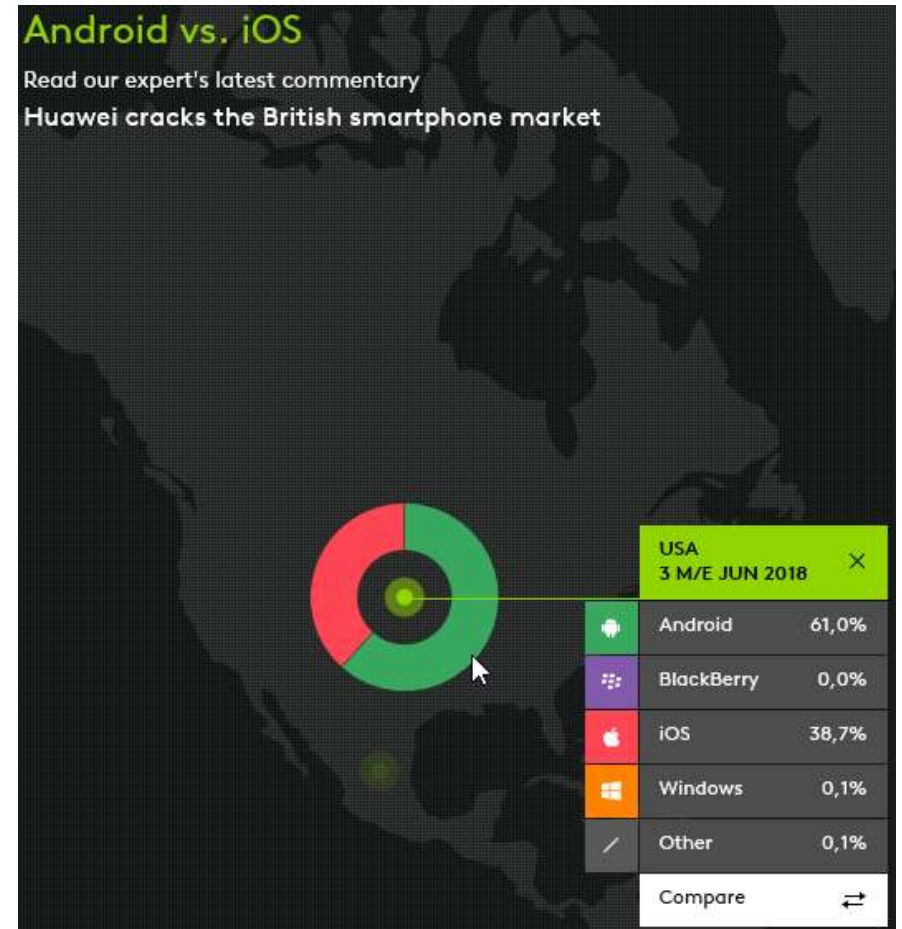 Android vs. iOS
Read our expert's latest commentary
Huawei cracks the British smartphone market
USA
3 M/E JUN 2018
Android 61,0%
BlackBerry 0,0%
iOS 38,7%
Windows 0,1%
Other 0,1%
Compare